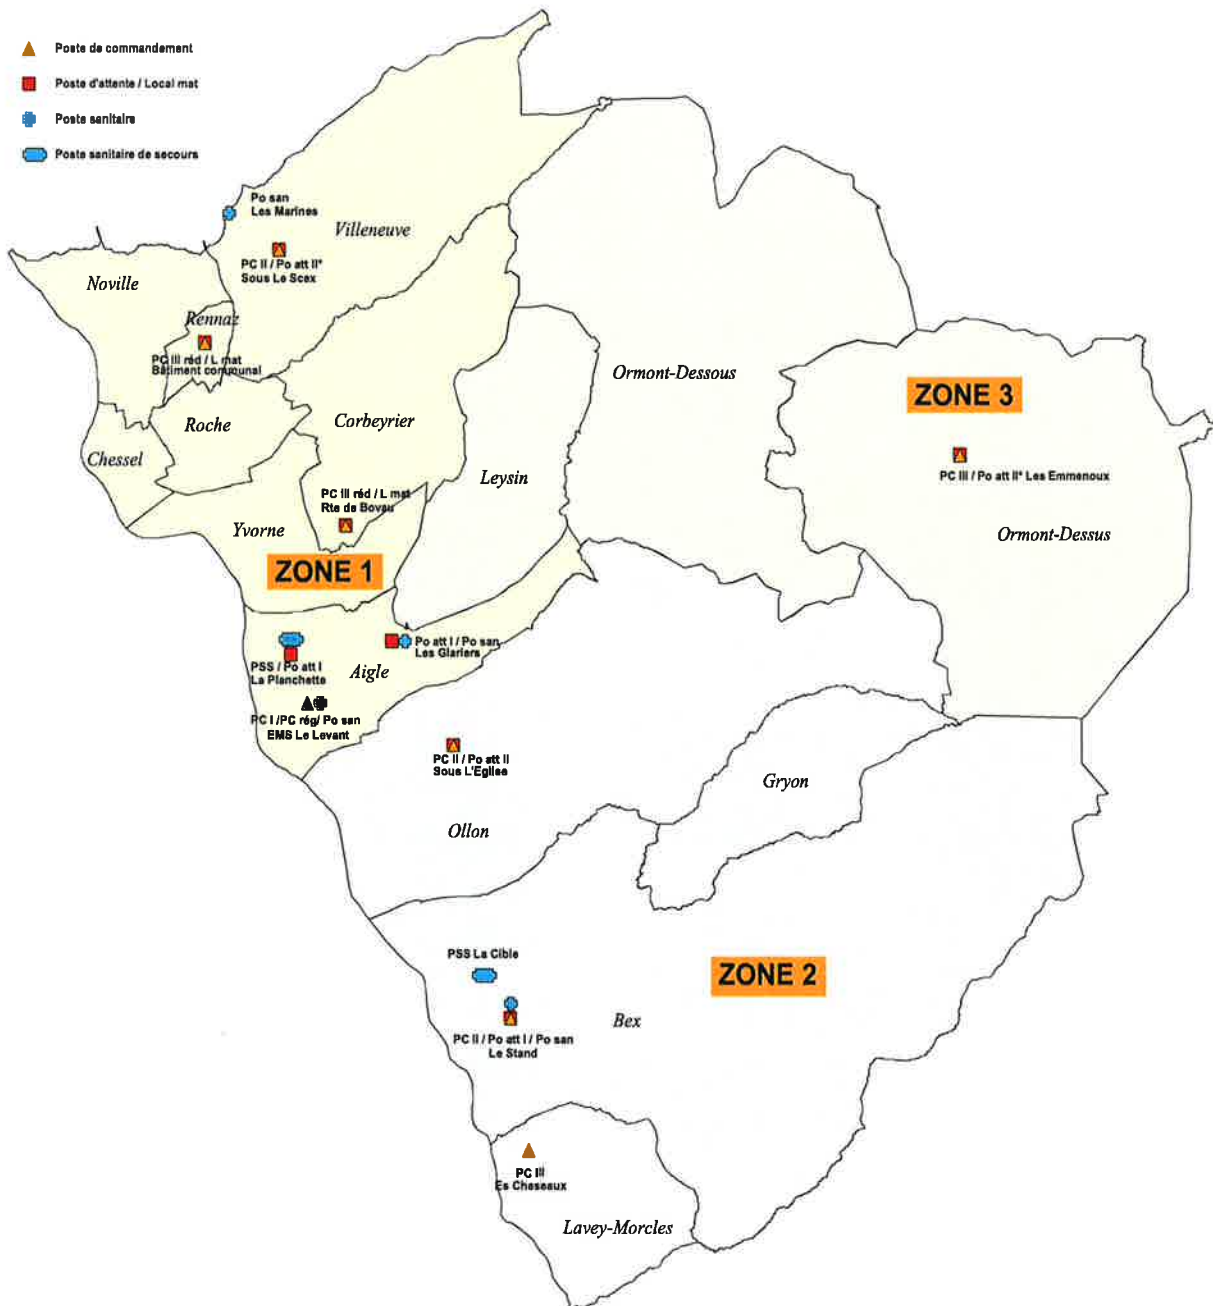 Poste de commandement
Poste d'attente / Local mat
Poste sanitaire
Poste sanitaire de secours
Po san
Les Marines
Villeneuve
PC II / Po att II*
Sous Le Scex
Noville
Rennaz
PC III réd / L mat
Bâtiment communal
Ormont-Dessous
ZONE 3
Roche
Corbeyrier
Chessel
Leysin
PC III / Po att II* Les Emmenoux
PC III réd / L mat
Rte de Bovau
Yvorne
Ormont-Dessus
ZONE 1
Po att I / Po san
Les Glariers
PSS / Po att I
La Planchette
Aigle
PC I /PC rég/ Po san
EMS Le Levant
PC II / Po att II
Sous L'Eglise
Gryon
Ollon
PSS La Cible
ZONE 2
Bex
PC II / Po att I / Po san
Le Stand
PC III
Es Cheseaux
Lavey-Morcles